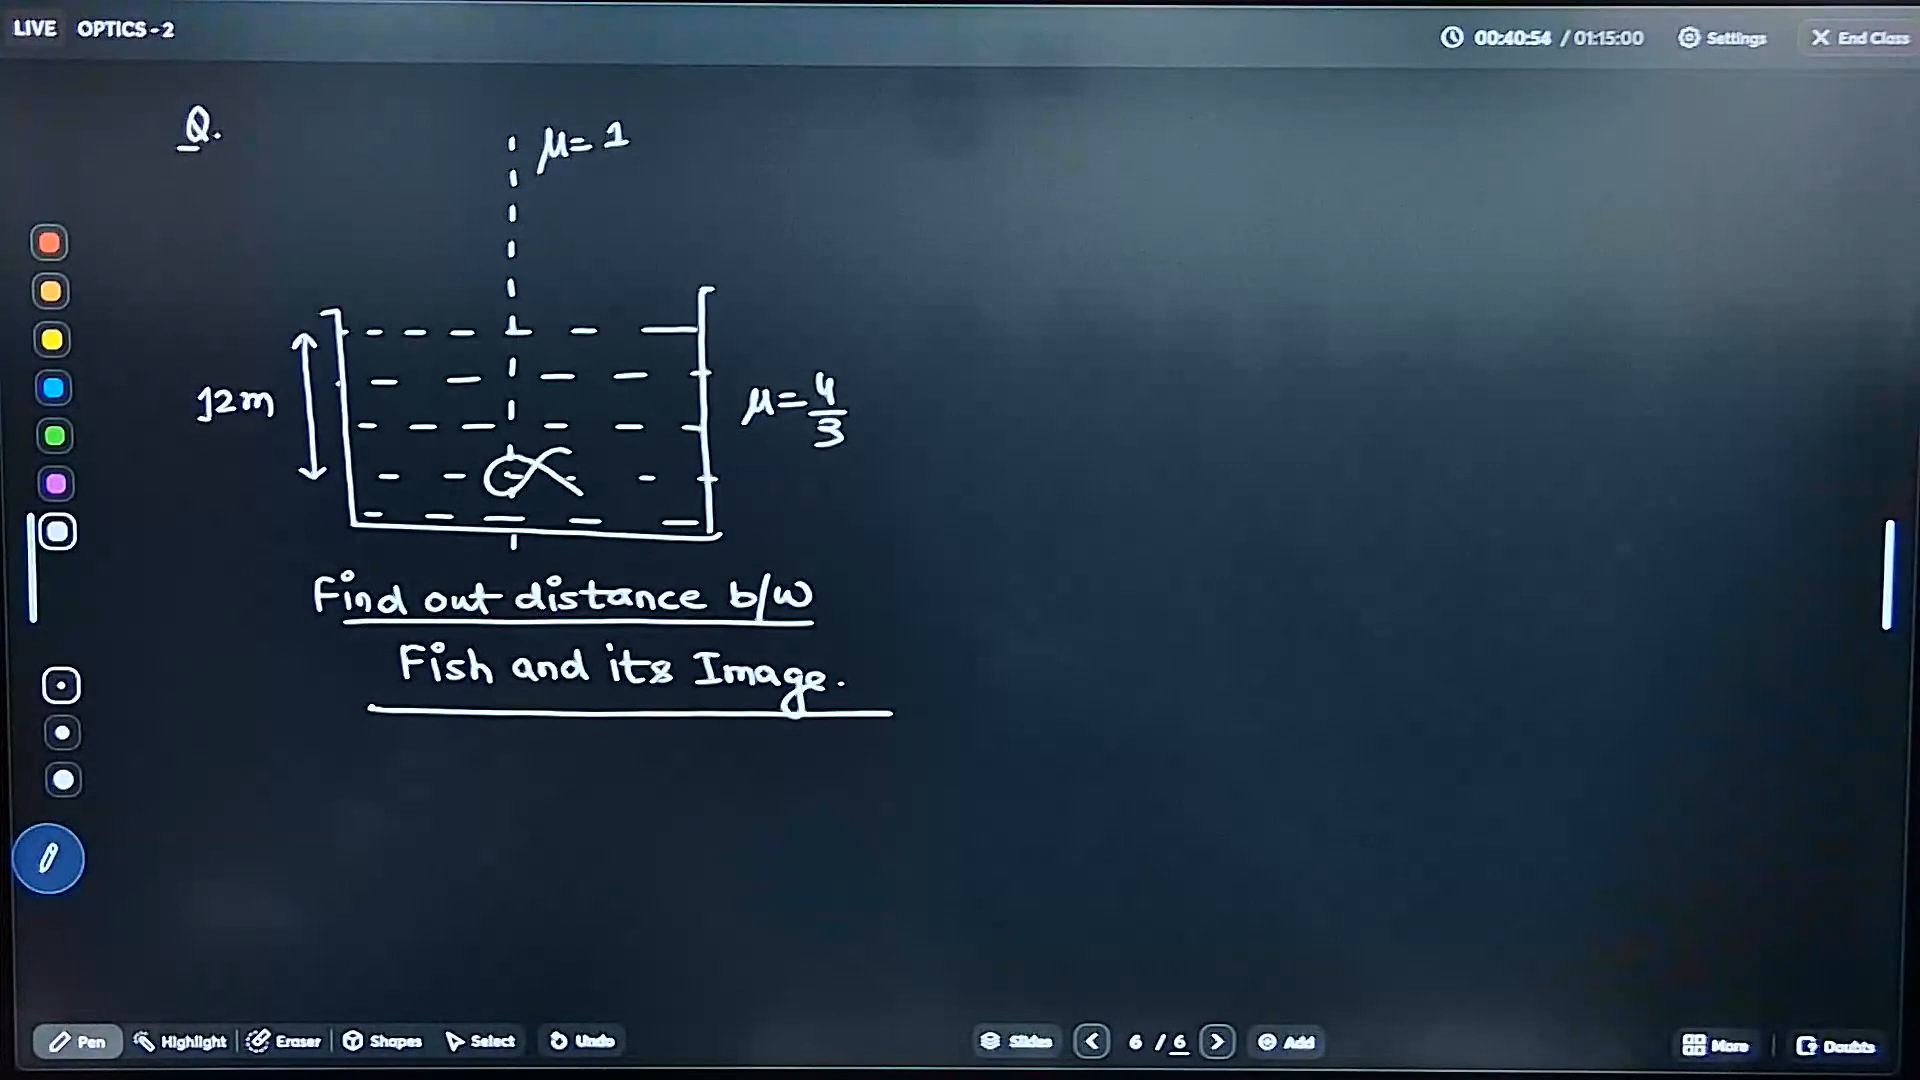 LIVE OPTICS - 2
00:40:54 / 01:15:00 Settings X End Class
Q.
μ = 1
12m
μ = 4/3
Find out distance b/w
Fish and its Image.
Pen Highlight Eraser Shapes Select Undo
Slides < 6 / 6 > Add
More Doubts